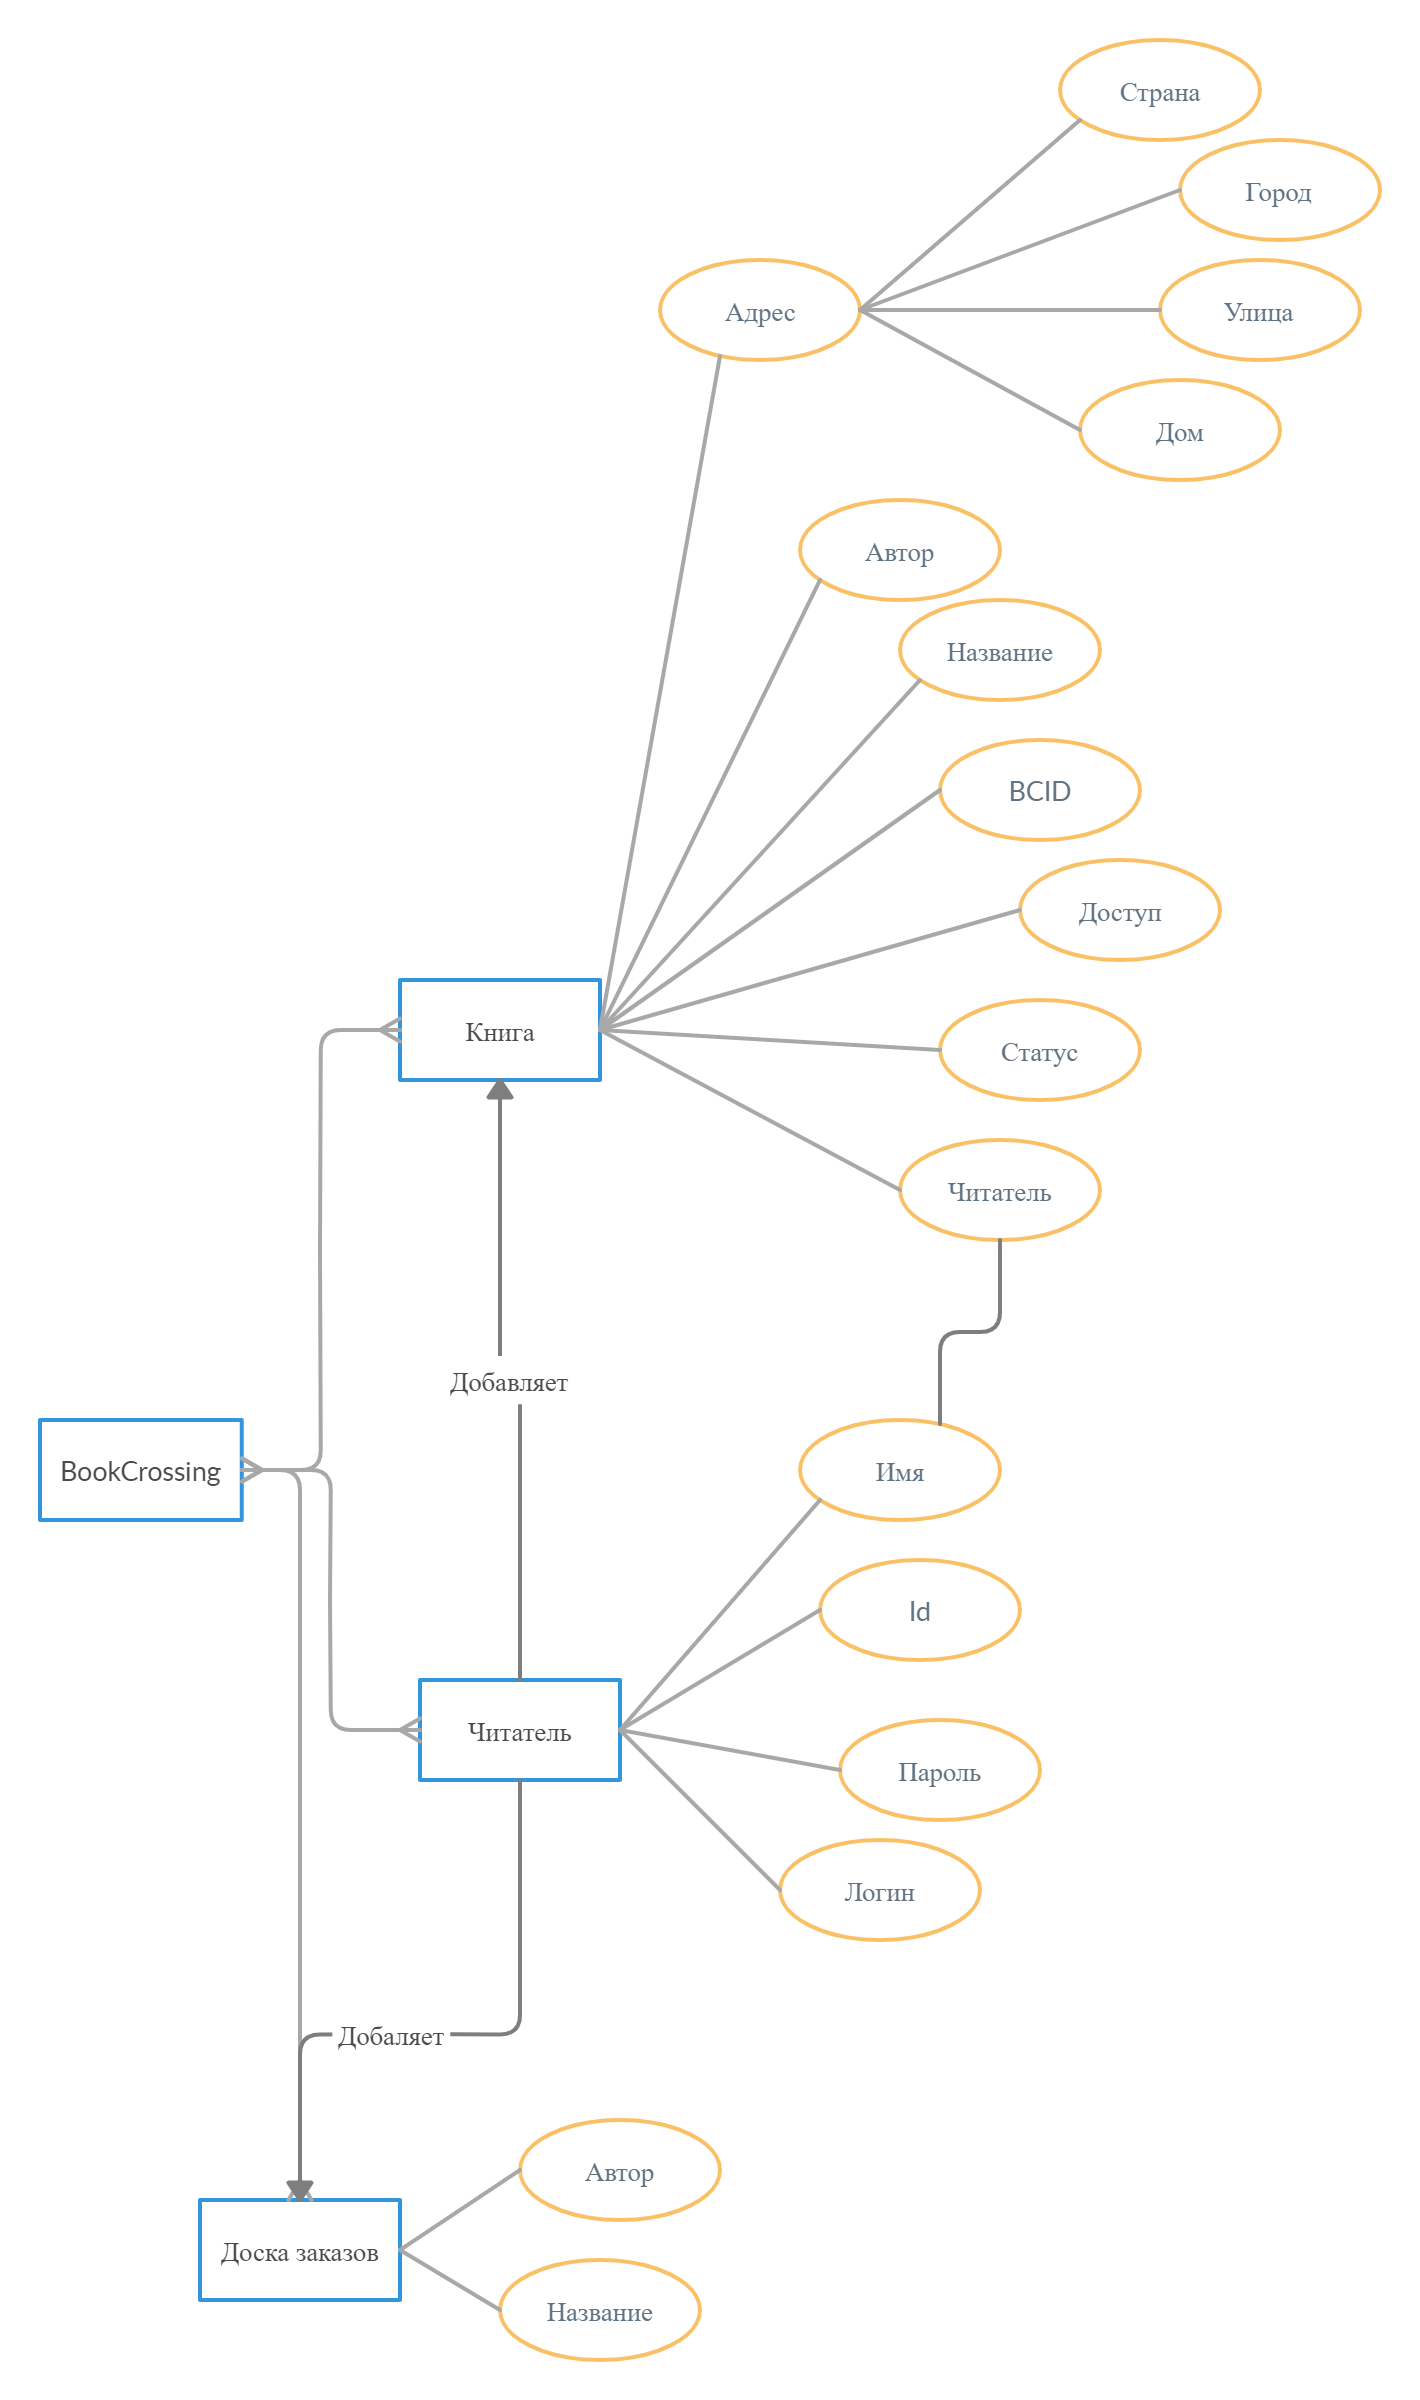 Страна
Город
Адрес
Улица
Дом
Автор
Название
BCID
Доступ
Книга
Статус
Читатель
Добавляет
BookCrossing
Имя
Id
Читатель
Пароль
Логин
Добаляет
Автор
Доска заказов
Название